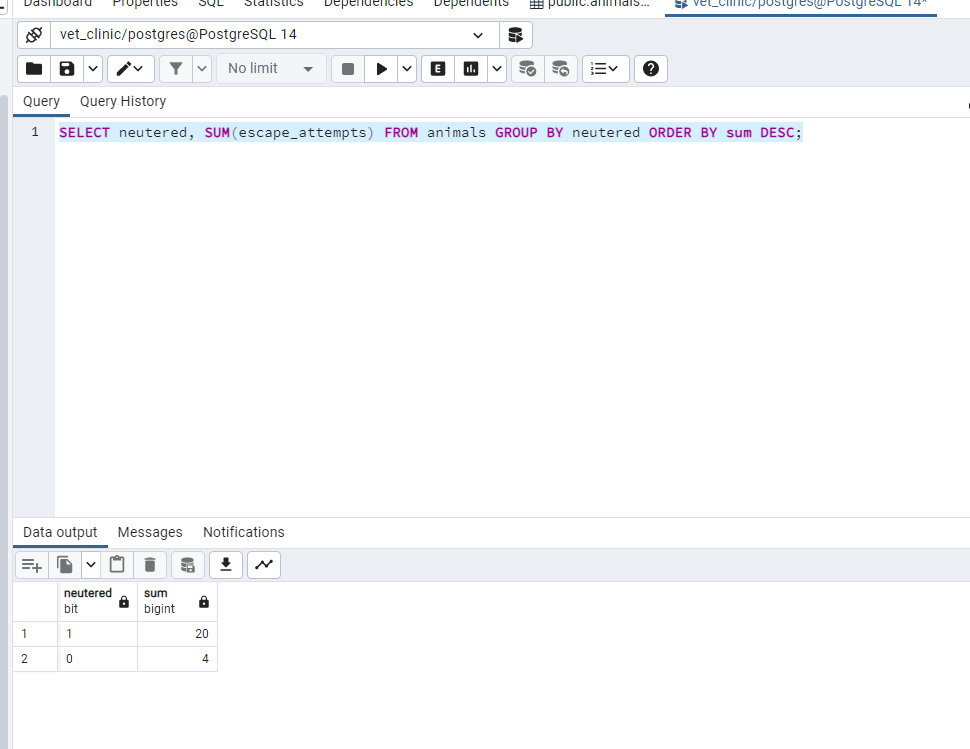 Dashboard Properties SQL Statistics Dependencies Dependents public.animals... vet_clinic/postgres@PostgreSQL 14*
vet_clinic/postgres@PostgreSQL 14
No limit
E
Query Query History
1 SELECT neutered, SUM(escape_attempts) FROM animals GROUP BY neutered ORDER BY sum DESC;
Data output Messages Notifications
neutered sum
bit bigint
1 1 20
2 0 4